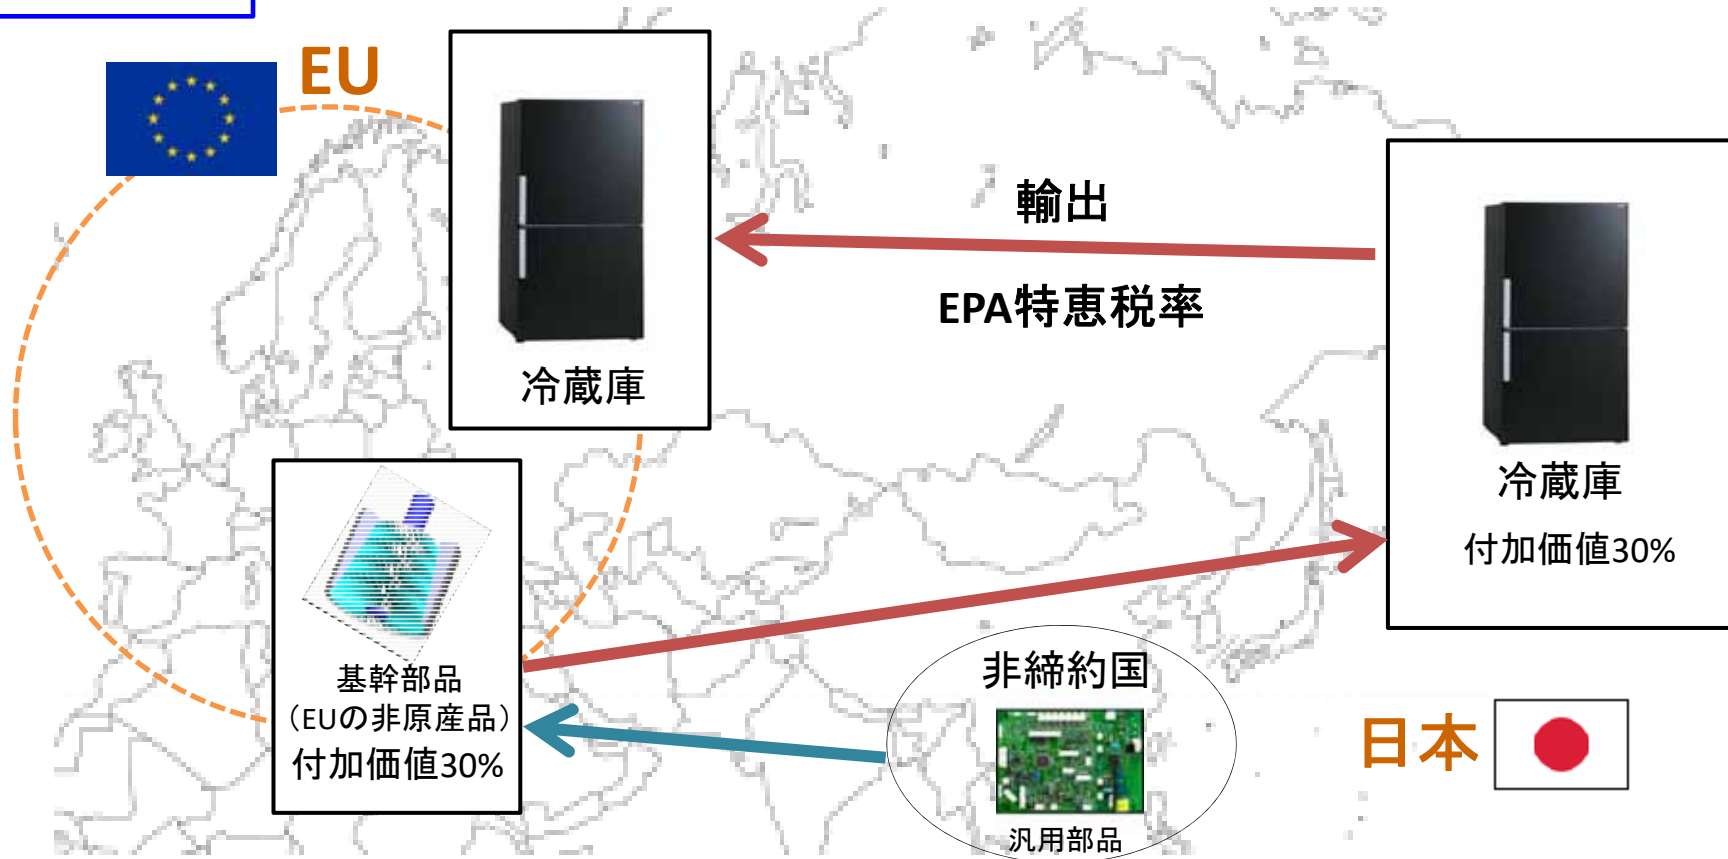 EU
輸出
EPA特恵税率
冷蔵庫
冷蔵庫
付加価値30%
基幹部品
（EUの非原産品）
付加価値30%
非締約国
汎用部品
日本